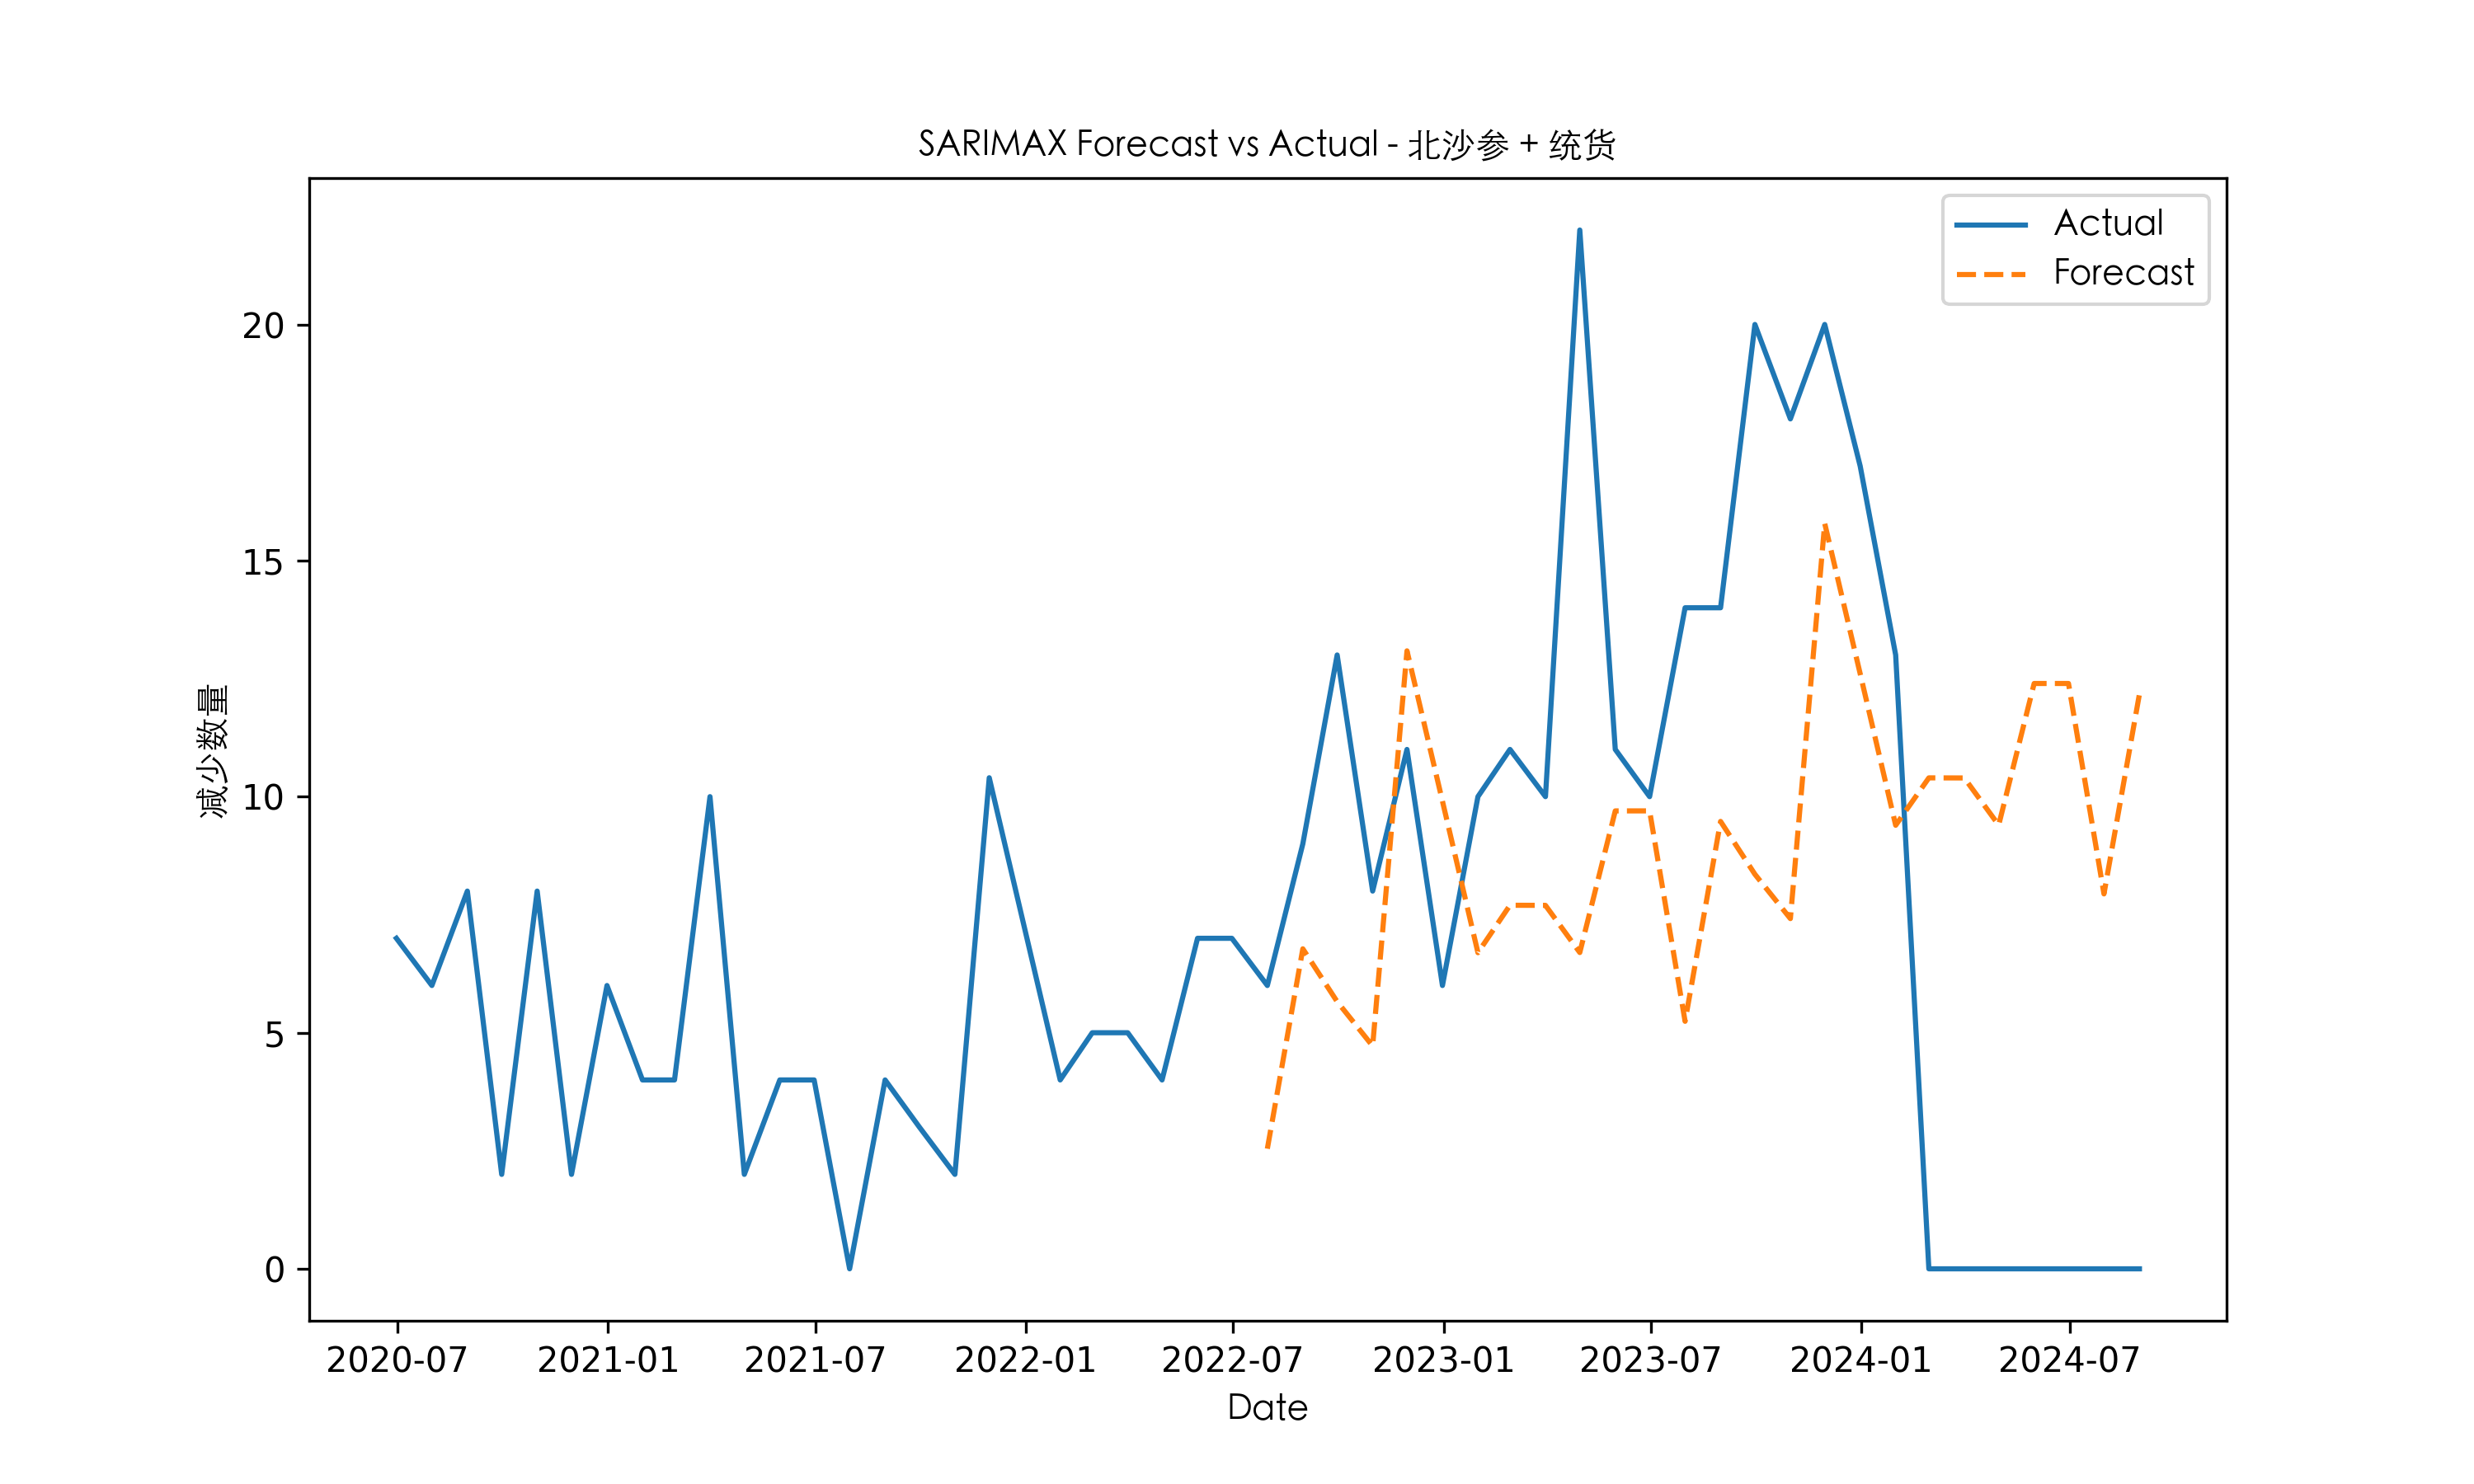 SARIMAX Forecast vs Actual - 北沙参 + 统货
Actual
Forecast
减少数量
20
15
10
5
0
2020-07 2021-01 2021-07 2022-01 2022-07 2023-01 2023-07 2024-01 2024-07
Date